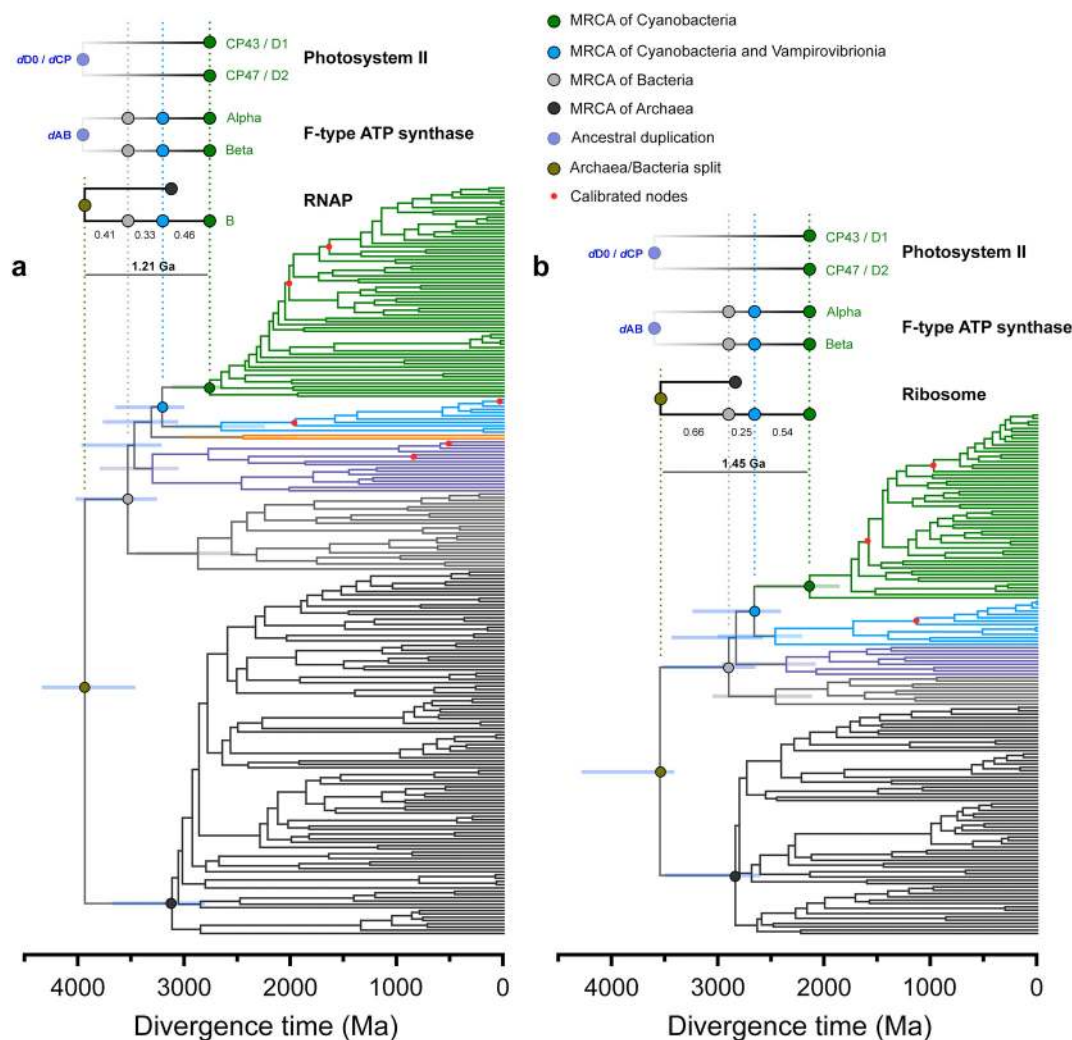 dD0 / dCP
CP43 / D1
CP47 / D2
Photosystem II
dAB
Alpha
Beta
F-type ATP synthase
RNAP
B
0.41 0.33 0.46
a
1.21 Ga
MRCA of Cyanobacteria
MRCA of Cyanobacteria and Vampirovibrionia
MRCA of Bacteria
MRCA of Archaea
Ancestral duplication
Archaea/Bacteria split
Calibrated nodes
b
dD0 / dCP
CP43 / D1
CP47 / D2
Photosystem II
dAB
Alpha
Beta
F-type ATP synthase
Ribosome
0.66 0.25 0.54
1.45 Ga
4000 3000 2000 1000 0
Divergence time (Ma)
4000 3000 2000 1000 0
Divergence time (Ma)